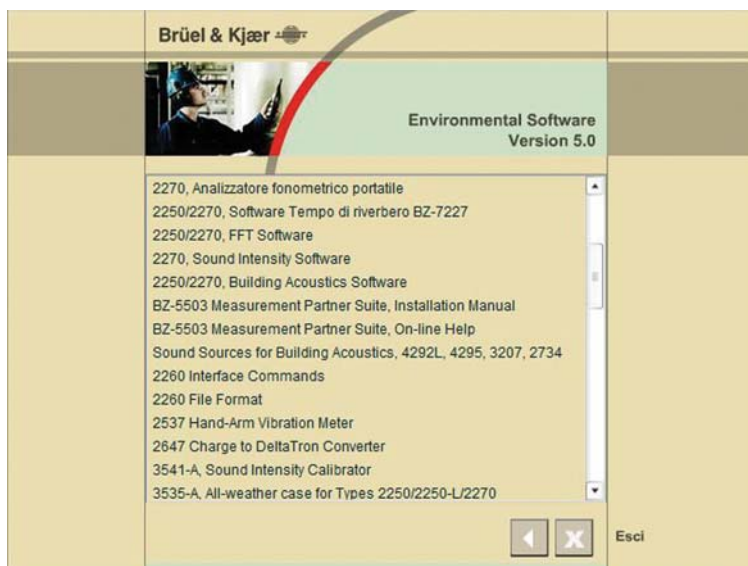 Brüel & Kjær
Environmental Software
Version 5.0
2270, Analizzatore fonometrico portatile
2250/2270, Software Tempo di riverbero BZ-7227
2250/2270, FFT Software
2270, Sound Intensity Software
2250/2270, Building Acoustics Software
BZ-5503 Measurement Partner Suite, Installation Manual
BZ-5503 Measurement Partner Suite, On-line Help
Sound Sources for Building Acoustics, 4292L, 4295, 3207, 2734
2260 Interface Commands
2260 File Format
2537 Hand-Arm Vibration Meter
2647 Charge to DeltaTron Converter
3541-A, Sound Intensity Calibrator
3535-A, All-weather case for Types 2250/2250-L/2270
Esci